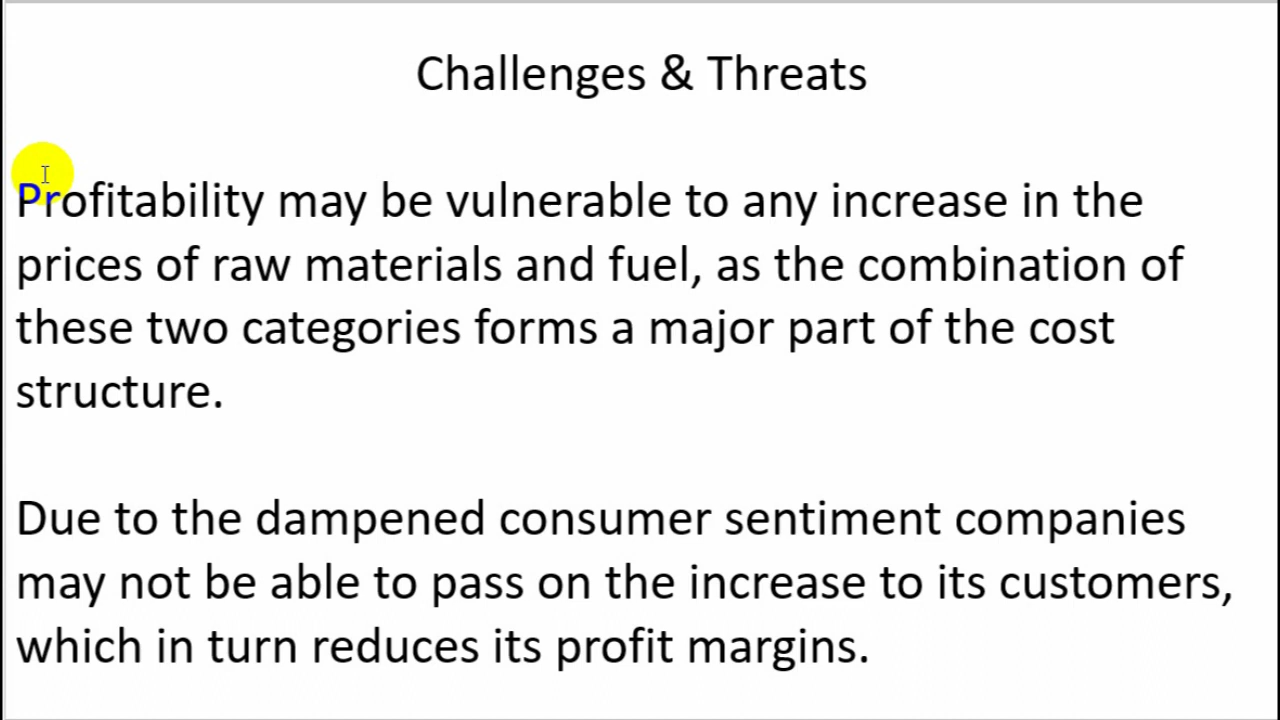 Challenges & Threats
Profitability may be vulnerable to any increase in the
prices of raw materials and fuel, as the combination of
these two categories forms a major part of the cost
structure.
Due to the dampened consumer sentiment companies
may not be able to pass on the increase to its customers,
which in turn reduces its profit margins.